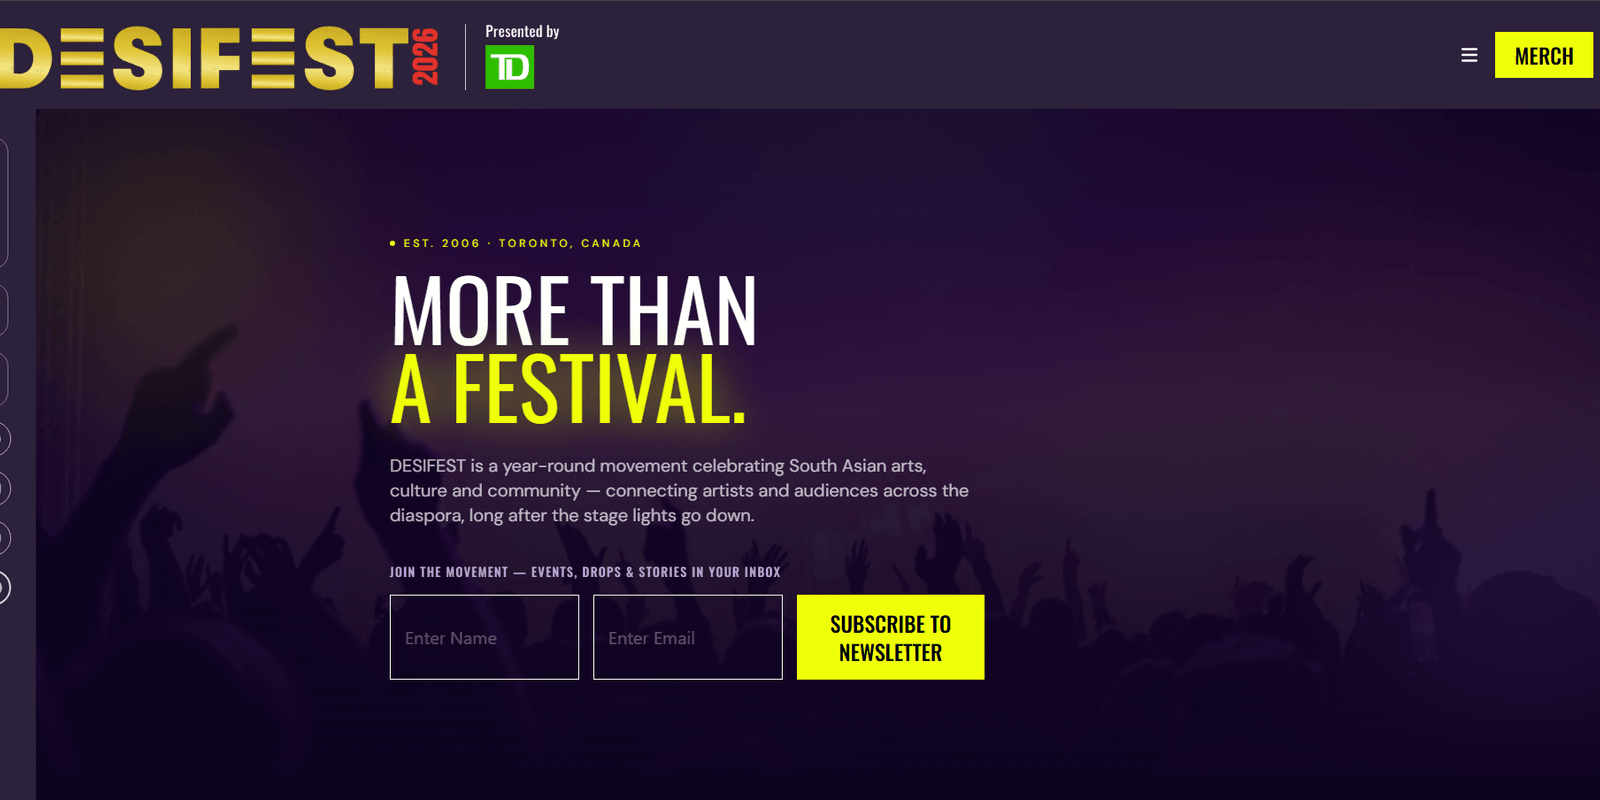 DESIFEST 2026
Presented by
TD
MERCH
EST. 2006 · TORONTO, CANADA
MORE THAN
A FESTIVAL.
DESIFEST is a year-round movement celebrating South Asian arts,
culture and community — connecting artists and audiences across the
diaspora, long after the stage lights go down.
JOIN THE MOVEMENT — EVENTS, DROPS & STORIES IN YOUR INBOX
Enter Name
Enter Email
SUBSCRIBE TO
NEWSLETTER